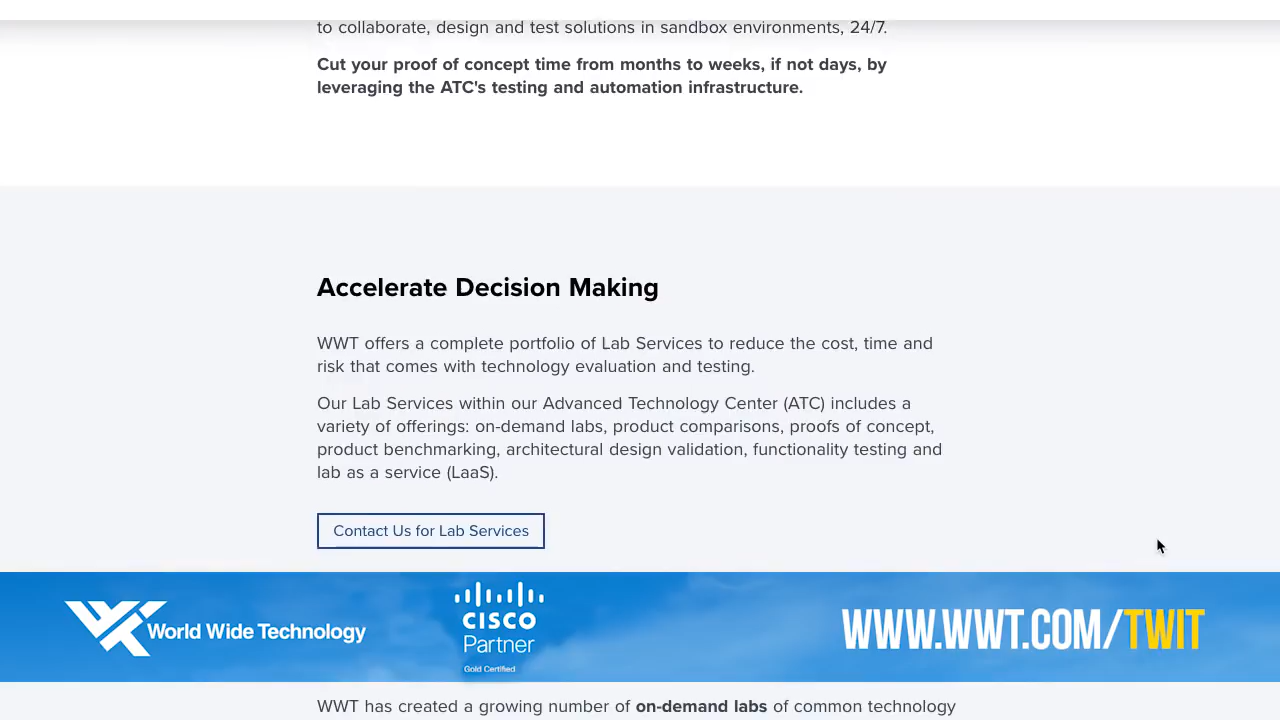 to collaborate, design and test solutions in sandbox environments, 24/7.
Cut your proof of concept time from months to weeks, if not days, by
leveraging the ATC's testing and automation infrastructure.
Accelerate Decision Making
WWT offers a complete portfolio of Lab Services to reduce the cost, time and
risk that comes with technology evaluation and testing.
Our Lab Services within our Advanced Technology Center (ATC) includes a
variety of offerings: on-demand labs, product comparisons, proofs of concept,
product benchmarking, architectural design validation, functionality testing and
lab as a service (LaaS).
Contact Us for Lab Services
World Wide Technology
CISCO
Partner
Gold Certified
WWW.WWT.COM/TWIT
WWT has created a growing number of on-demand labs of common technology